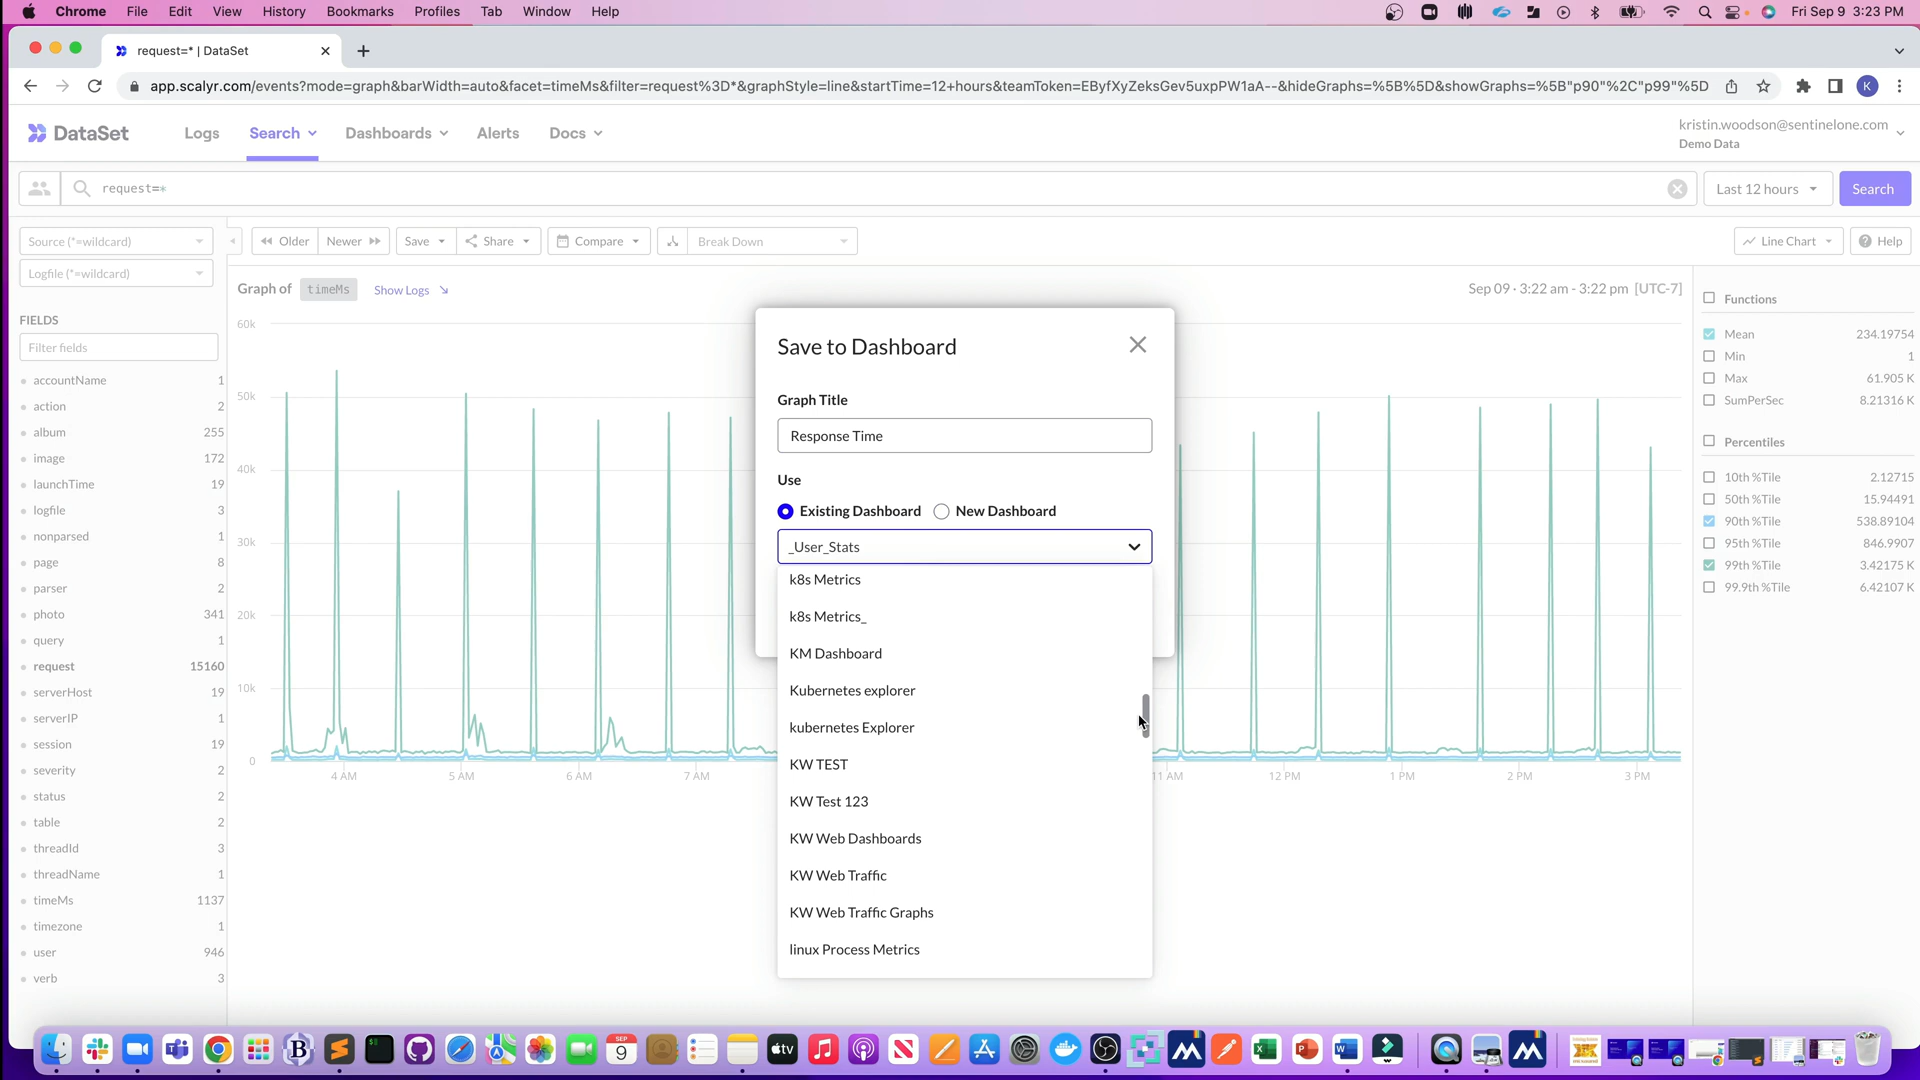 Chrome File Edit View History Bookmarks Profiles Tab Window Help Fri Sep 9 3:23 PM
request=* | DataSet
app.scalyr.com/events?mode=graph&barWidth=auto&facet=timeMs&filter=request%3D*&graphStyle=line&startTime=12+hours&teamToken=EByfXyZeksGev5uxpPW1aA--&hideGraphs=%5B%5D&showGraphs=%5B"p90"%2C"p99"%5D
K
DataSet Logs Search Dashboards Alerts Docs
kristin.woodson@sentinelone.com
Demo Data
request=* Last 12 hours Search
Source (*=wildcard) Older Newer Save Share Compare Break Down Line Chart Help
Logfile (*=wildcard)
Graph of timeMs Show Logs Sep 09 · 3:22 am - 3:22 pm [UTC-7]
FIELDS
Filter fields
accountName 1
action 2
album 255
image 172
launchTime 19
logfile 3
nonparsed 1
page 8
parser 2
photo 341
query 1
request 15160
serverHost 19
serverIP 1
session 19
severity 2
status 2
table 2
threadId 3
threadName 1
timeMs 1137
timezone 1
user 946
verb 3
60k
50k
40k
30k
20k
10k
0
4 AM 5 AM 6 AM 7 AM 11 AM 12 PM 1 PM 2 PM 3 PM
Save to Dashboard
Graph Title
Response Time
Use
Existing Dashboard New Dashboard
_User_Stats
k8s Metrics
k8s Metrics_
KM Dashboard
Kubernetes explorer
kubernetes Explorer
KW TEST
KW Test 123
KW Web Dashboards
KW Web Traffic
KW Web Traffic Graphs
linux Process Metrics
Functions
Mean 234.19754
Min 1
Max 61.905 K
SumPerSec 8.21316 K
Percentiles
10th %Tile 2.12715
50th %Tile 15.94491
90th %Tile 538.89104
95th %Tile 846.9907
99th %Tile 3.42175 K
99.9th %Tile 6.42107 K
SEP
9
tv